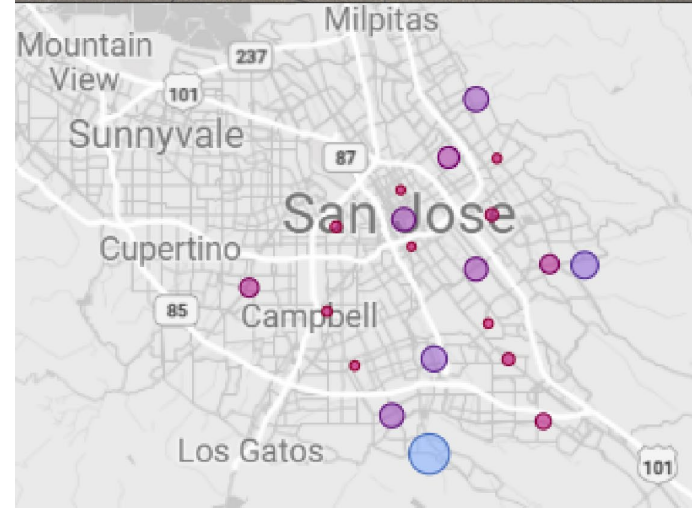 Milpitas
Mountain
View
237
101
Sunnyvale
87
San Jose
Cupertino
85
Campbell
Los Gatos
101